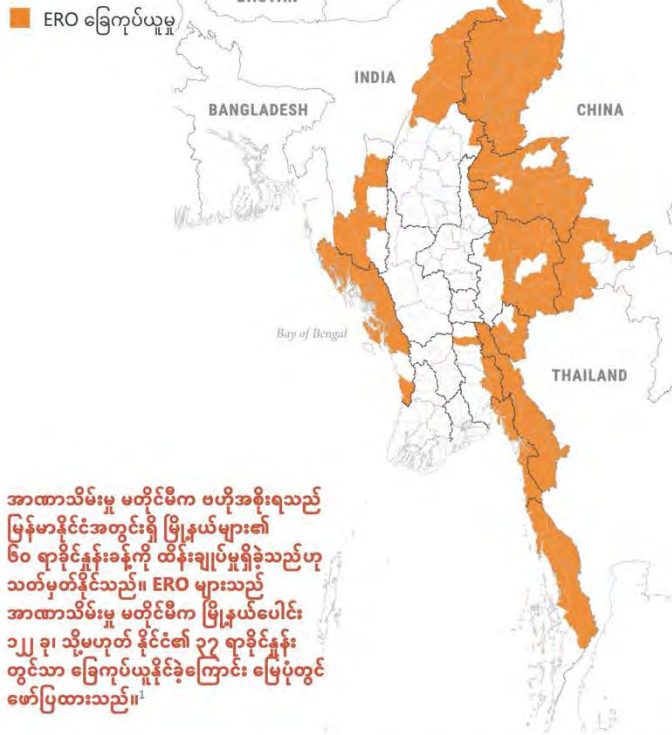 BHUTAN
ERO ခြေကုပ်ယူမှု
INDIA
BANGLADESH
CHINA
Bay of Bengal
THAILAND
အာဏာသိမ်းမှု မတိုင်မီက ဗဟိုအစိုးရသည်
မြန်မာနိုင်ငံအတွင်းရှိ မြို့နယ်များ၏
၆၀ ရာခိုင်နှုန်းခန့်ကို ထိန်းချုပ်မှုရှိခဲ့သည်ဟု
သတ်မှတ်နိုင်သည်။ ERO များသည်
အာဏာသိမ်းမှု မတိုင်မီက မြို့နယ်ပေါင်း
၁၂၂ ခု၊ သို့မဟုတ် နိုင်ငံ၏ ၃၇ ရာခိုင်နှုန်း
တွင်သာ ခြေကုပ်ယူနိုင်ခဲ့ကြောင်း မြေပုံတွင်
ဖော်ပြထားသည်။¹